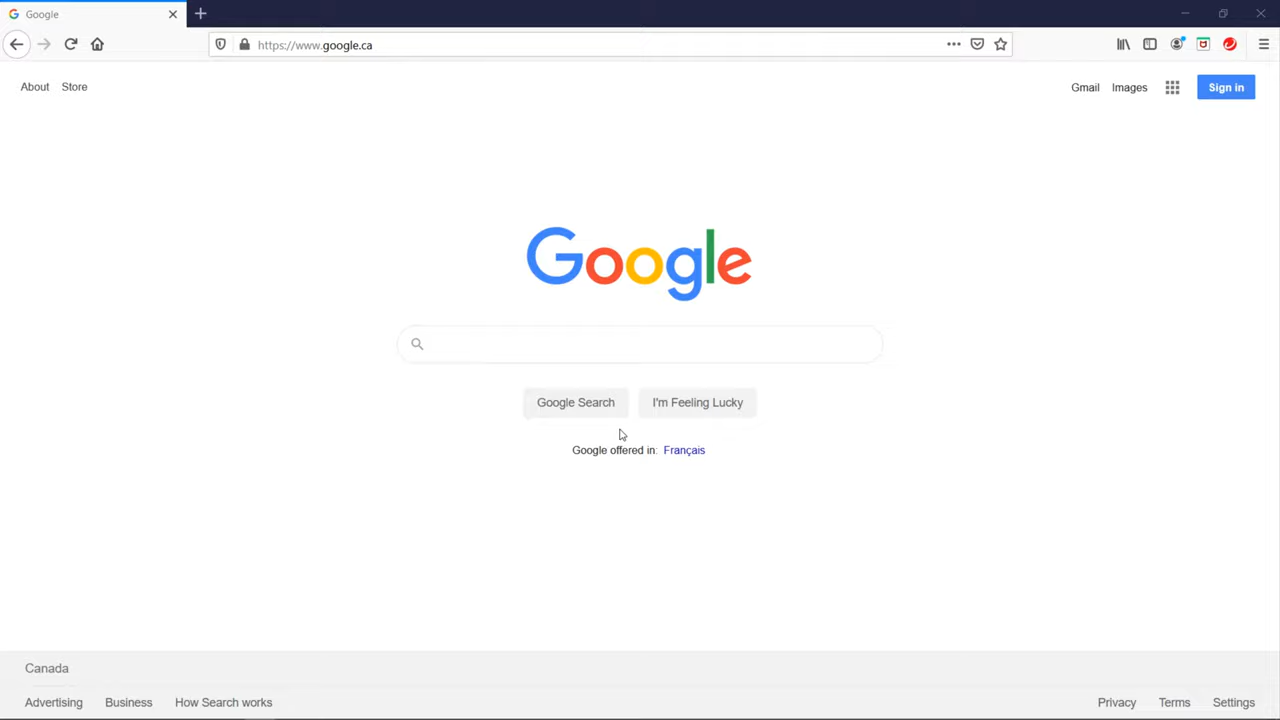 Google
https://www.google.ca
About Store
Gmail Images Sign in
Google
Google Search I'm Feeling Lucky
Google offered in: Français
Canada
Advertising Business How Search works
Privacy Terms Settings